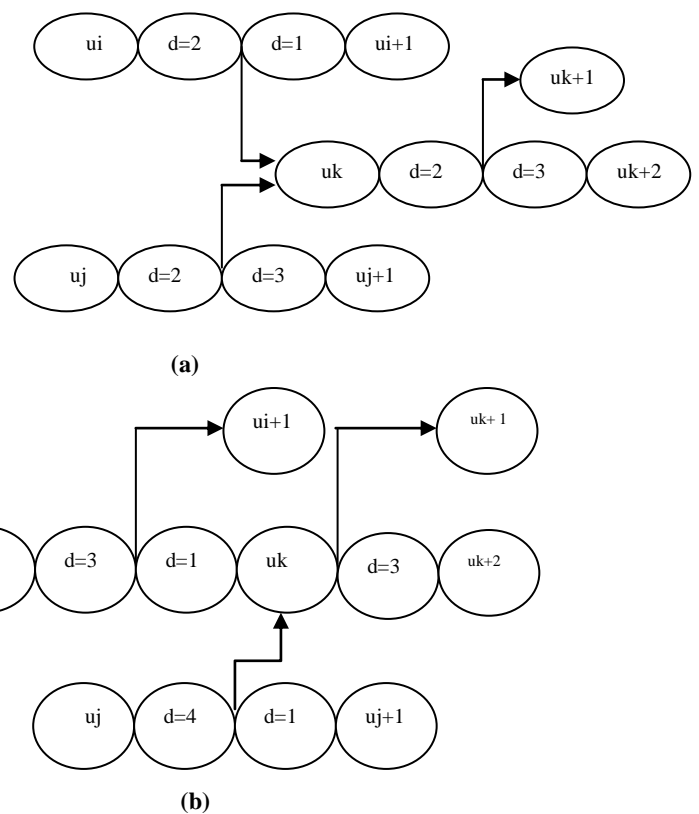 ui d=2 d=1 ui+1
uk+1
uk d=2 d=3 uk+2
uj d=2 d=3 uj+1
(a)
ui+1 uk+ 1
d=3 d=1 uk d=3 uk+2
uj d=4 d=1 uj+1
(b)